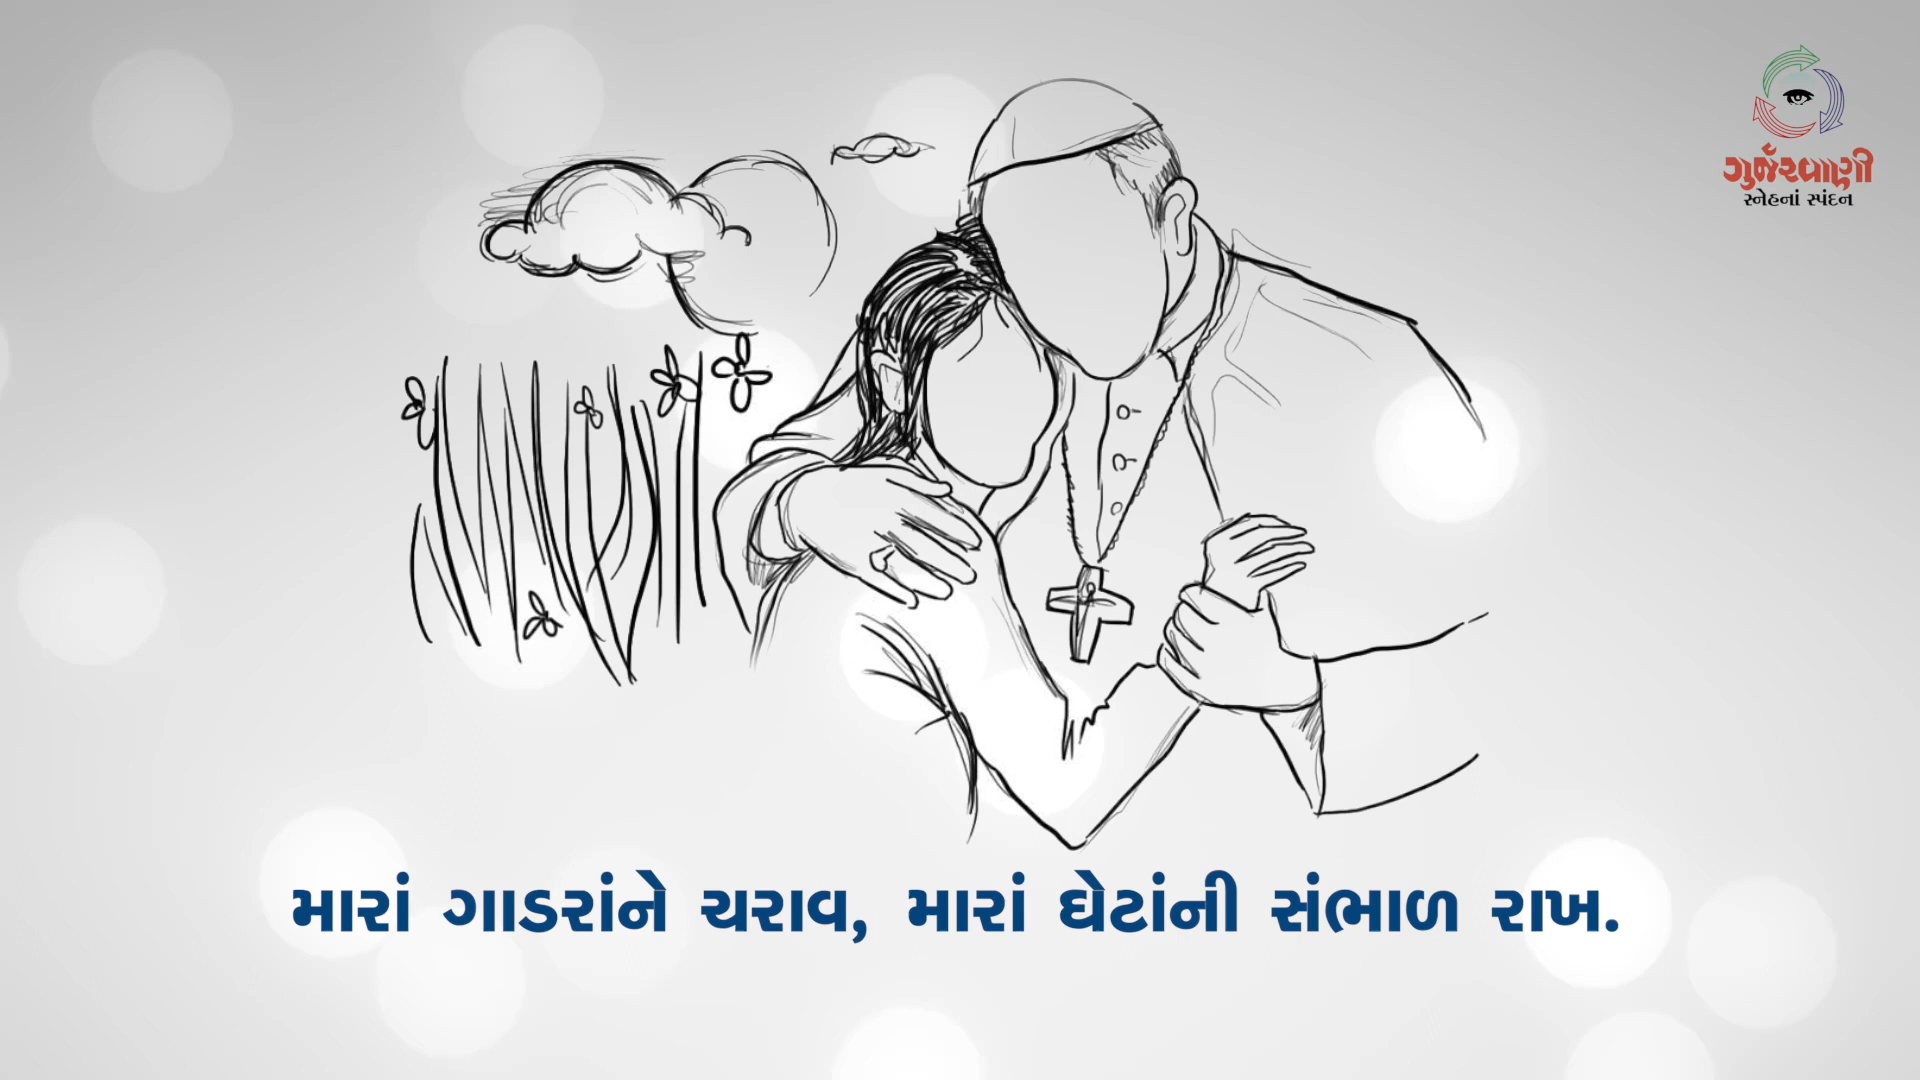 ગુર્જરવાણી
સ્નેહનાં સ્પંદન
મારાં ગાડરાંને ચરાવ, મારાં ઘેટાંની સંભાળ રાખ.